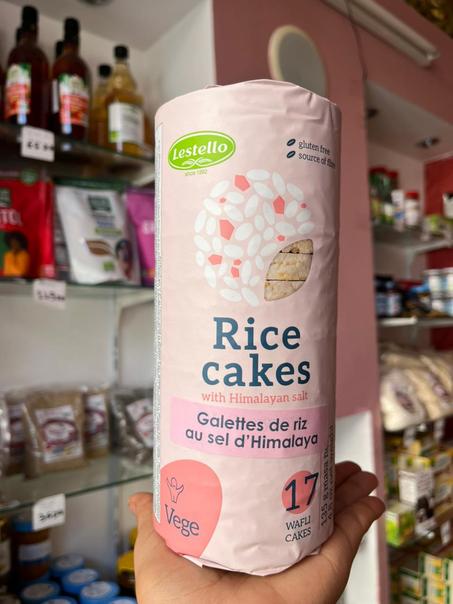 Lestello
since 1992
gluten free
source of fibre
Rice
cakes
with Himalayan salt
Galettes de riz
au sel d'Himalaya
Vege
17
WAFLI
CAKES